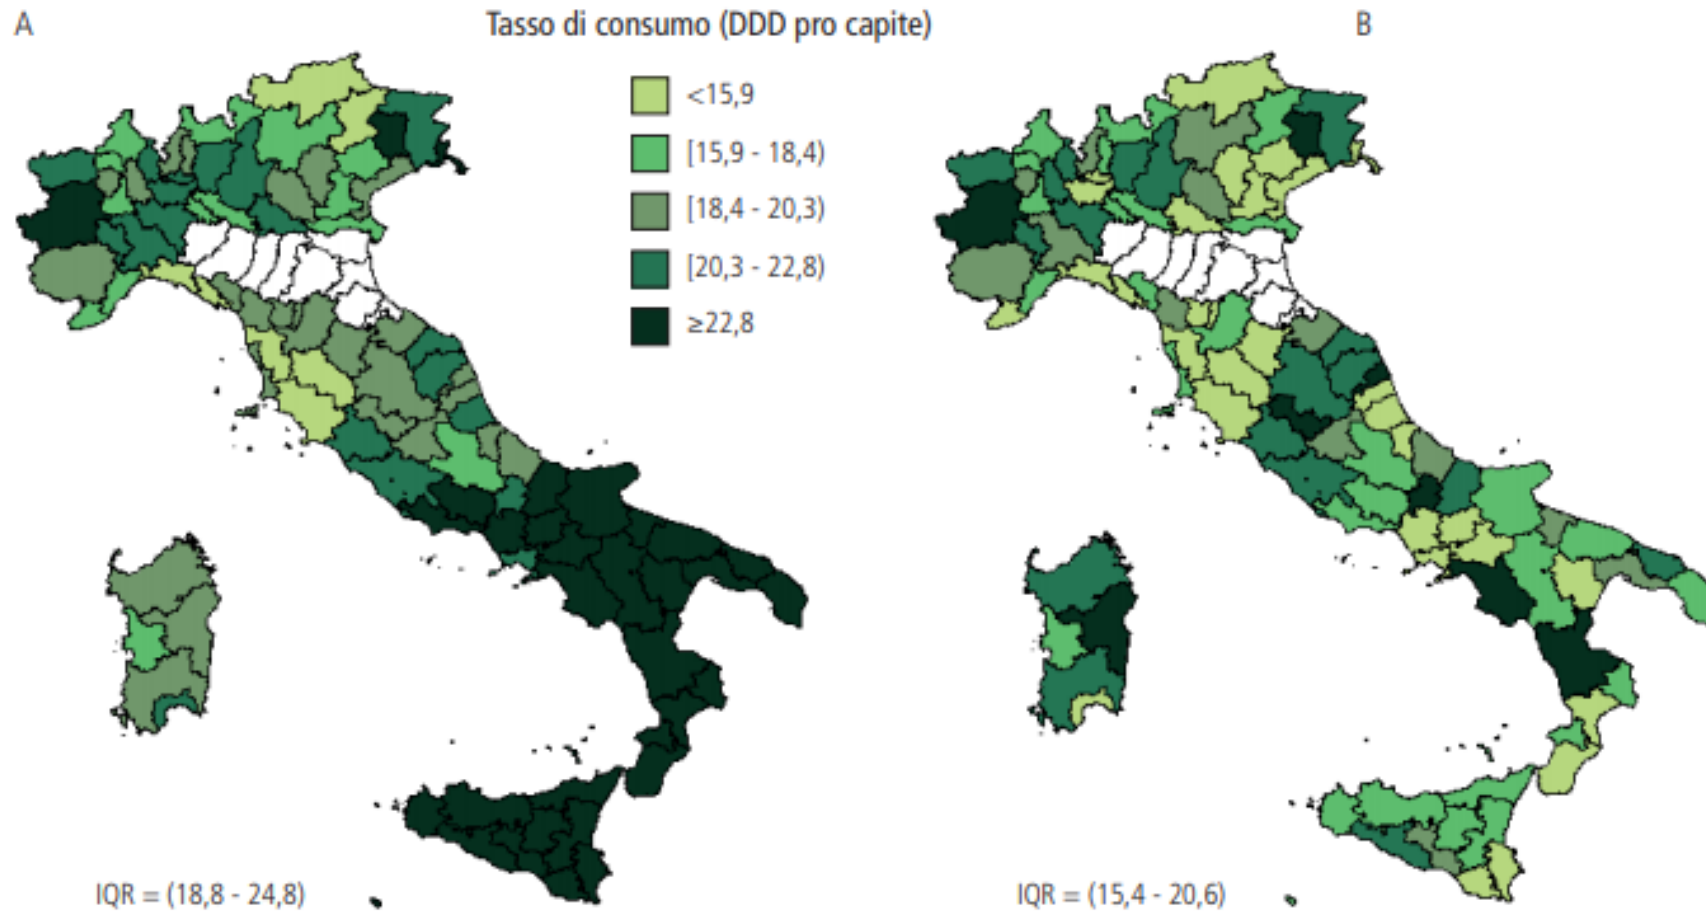 A
Tasso di consumo (DDD pro capite)
B
<15,9
[15,9 - 18,4)
[18,4 - 20,3)
[20,3 - 22,8)
≥22,8
IQR = (18,8 - 24,8)
IQR = (15,4 - 20,6)